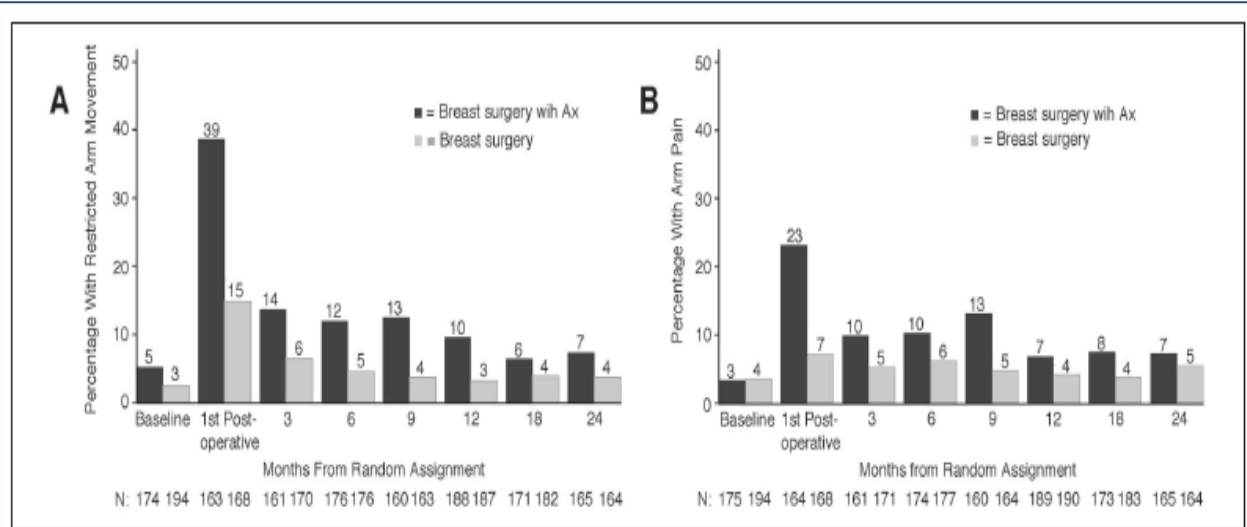 A
Percentage With Restricted Arm Movement
50
40
30
20
10
0
= Breast surgery wih Ax
= Breast surgery
5 3 39 15 14 6 12 5 13 4 10 3 6 4 7 4
Baseline 1st Post-operative 3 6 9 12 18 24
Months From Random Assignment
N: 174 194 163 168 161 170 176 176 160 163 188 187 171 182 165 164
B
Percentage With Arm Pain
50
40
30
20
10
0
= Breast surgery wih Ax
= Breast surgery
3 4 23 7 10 5 10 6 13 5 7 4 8 4 7 5
Baseline 1st Post-operative 3 6 9 12 18 24
Months from Random Assignment
N: 175 194 164 168 161 171 174 177 160 164 189 190 173 183 165 164